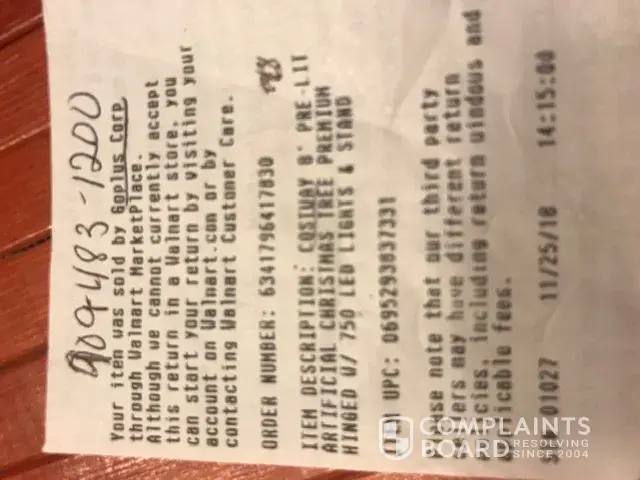 909 483-1200
Your item was sold by Goplus Corp
through Walmart MarketPlace.
Although we cannot currently accept
this return in a Walmart store, you
can start your return by visiting your
account on Walmart.com or by
contacting Walmart Customer Care.
ORDER NUMBER: 6341796417830
ITEM DESCRIPTION: COSTWAY 8' PRE-LIT
ARTIFICIAL CHRISTMAS TREE PREMIUM
HINGED W/ 750 LED LIGHTS & STAND
UPC: 0695293837331
note that our third party
may have different return
including return windows and
fees.
01027 11/25/18 14:15:00
COMPLAINTS
BOARD
RESOLVING
SINCE 2004